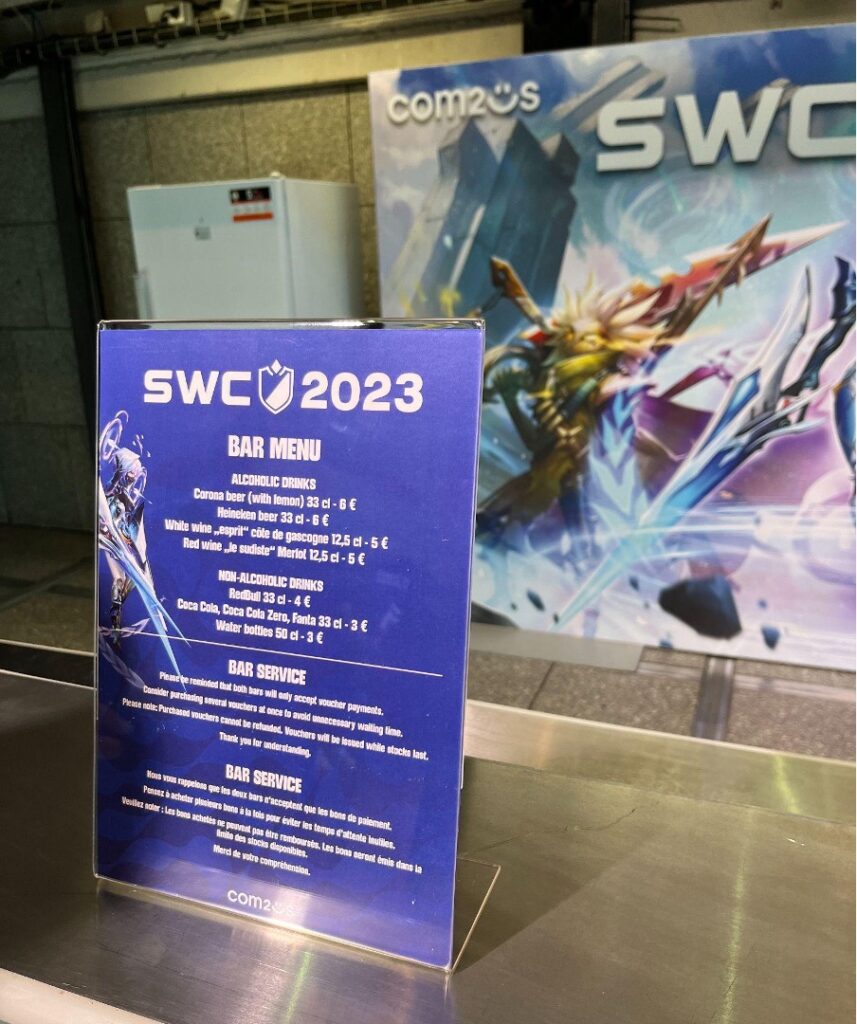 com2us
SWC
SWC 2023
BAR MENU
ALCOHOLIC DRINKS
Corona beer (with lemon) 33 cl - 6 €
Heineken beer 33 cl - 6 €
White wine „esprit“ côte de gascogne 12,5 cl - 5 €
Red wine „le sudiste“ Merlot 12,5 cl - 5 €
NON-ALCOHOLIC DRINKS
RedBull 33 cl - 4 €
Coca Cola, Coca Cola Zero, Fanta 33 cl - 3 €
Water bottles 50 cl - 3 €
BAR SERVICE
Please be reminded that both bars will only accept voucher payments.
Consider purchasing several vouchers at once to avoid unnecessary waiting time.
Please note: Purchased vouchers cannot be refunded. Vouchers will be issued while stocks last.
Thank you for understanding.
BAR SERVICE
Nous vous rappelons que les deux bars n'acceptent que les bons de paiement.
Pensez à acheter plusieurs bons à la fois pour éviter les temps d'attente inutiles.
Veuillez noter : Les bons achetés ne peuvent pas être remboursés. Les bons seront émis dans la
limite des stocks disponibles.
Merci de votre compréhension.
com2us